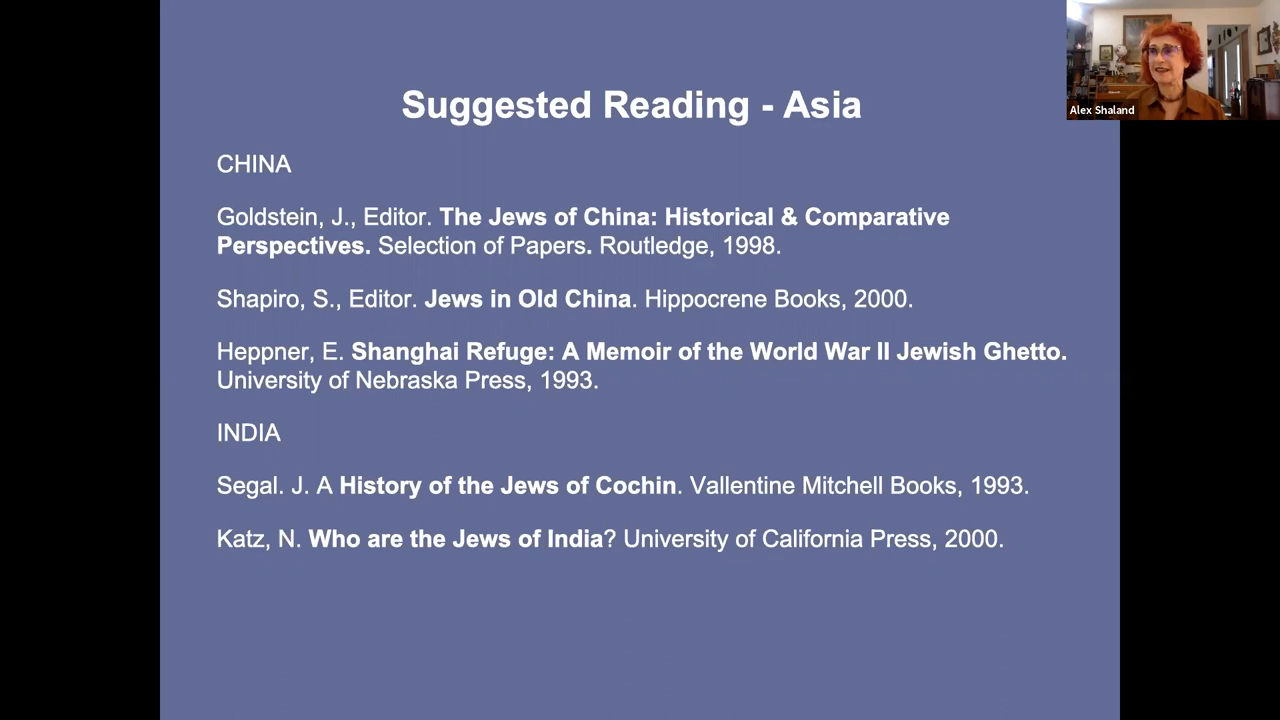 Suggested Reading - Asia
Alex Shaland
CHINA
Goldstein, J., Editor. The Jews of China: Historical & Comparative
Perspectives. Selection of Papers. Routledge, 1998.
Shapiro, S., Editor. Jews in Old China. Hippocrene Books, 2000.
Heppner, E. Shanghai Refuge: A Memoir of the World War II Jewish Ghetto.
University of Nebraska Press, 1993.
INDIA
Segal. J. A History of the Jews of Cochin. Vallentine Mitchell Books, 1993.
Katz, N. Who are the Jews of India? University of California Press, 2000.